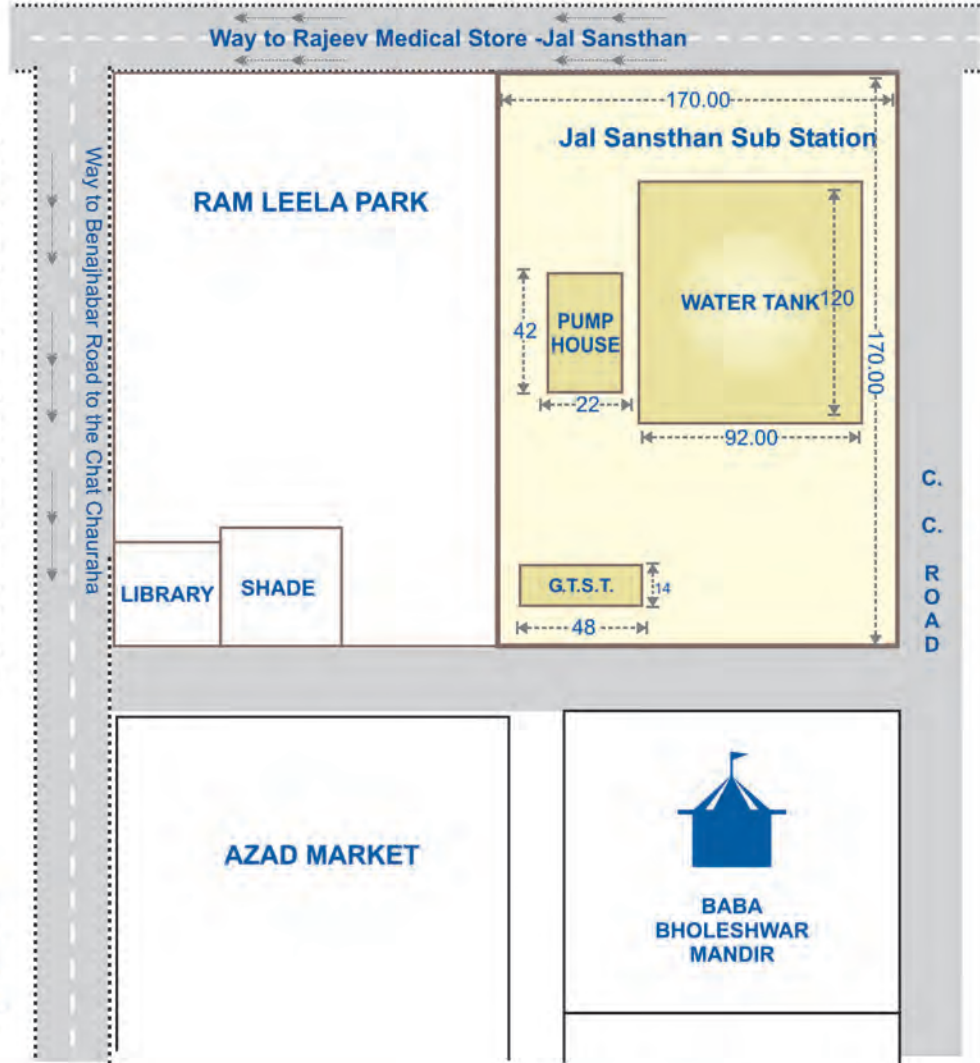 Way to Rajeev Medical Store -Jal Sansthan
170.00
Jal Sansthan Sub Station
Way to Benajhabar Road to the Chat Chauraha
RAM LEELA PARK
WATER TANK
120
PUMP
HOUSE
42
22
92.00
170.00
C. C. ROAD
LIBRARY
SHADE
G.T.S.T.
14
48
AZAD MARKET
BABA
BHOLESHWAR
MANDIR